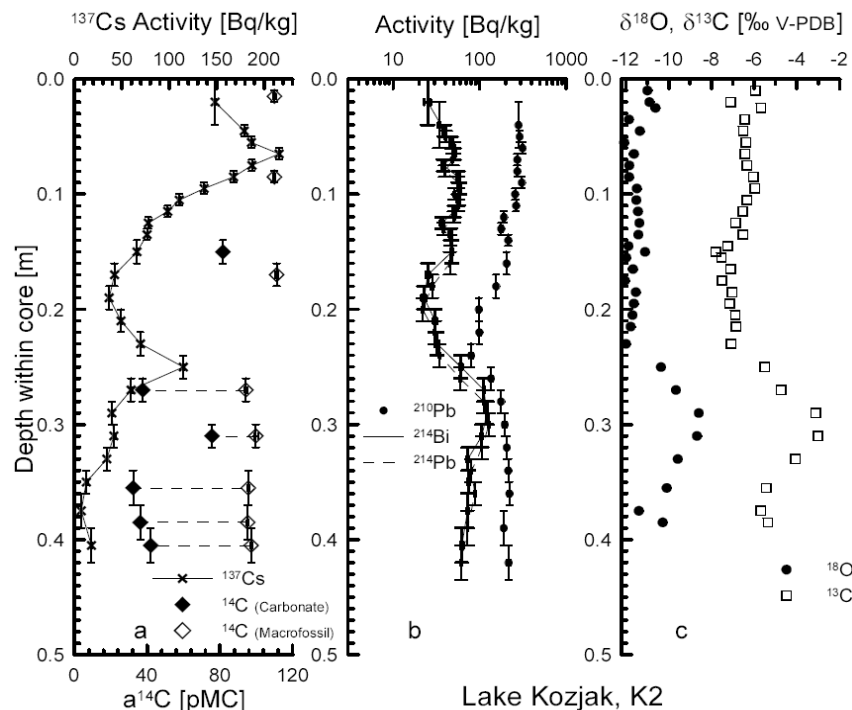 ¹³⁷Cs Activity [Bq/kg]
0 50 100 150 200
Activity [Bq/kg]
10 100 1000
δ¹⁸O, δ¹³C [‰ V-PDB]
-12 -10 -8 -6 -4 -2
Depth within core [m]
0.0
0.1
0.2
0.3
0.4
0.5
¹³⁷Cs
¹⁴C (Carbonate)
¹⁴C (Macrofossil)
a
0 40 80 120
a¹⁴C [pMC]
²¹⁰Pb
²¹⁴Bi
²¹⁴Pb
b
¹⁸O
¹³C
c
Lake Kozjak, K2